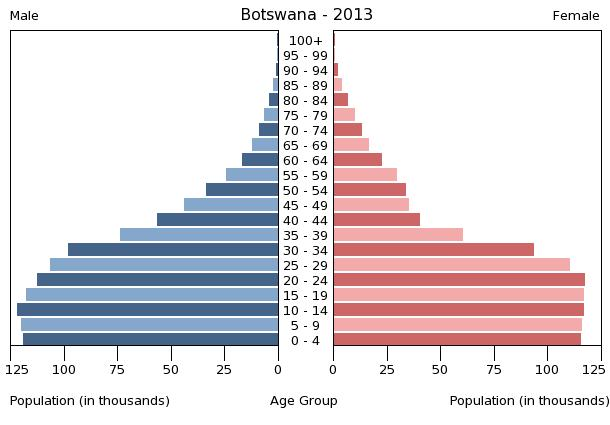 Botswana - 2013
Male
Female
100+
95 - 99
90 - 94
85 - 89
80 - 84
75 - 79
70 - 74
65 - 69
60 - 64
55 - 59
50 - 54
45 - 49
40 - 44
35 - 39
30 - 34
25 - 29
20 - 24
15 - 19
10 - 14
5 - 9
0 - 4
125 100 75 50 25 0 0 25 50 75 100 125
Population (in thousands) Age Group Population (in thousands)